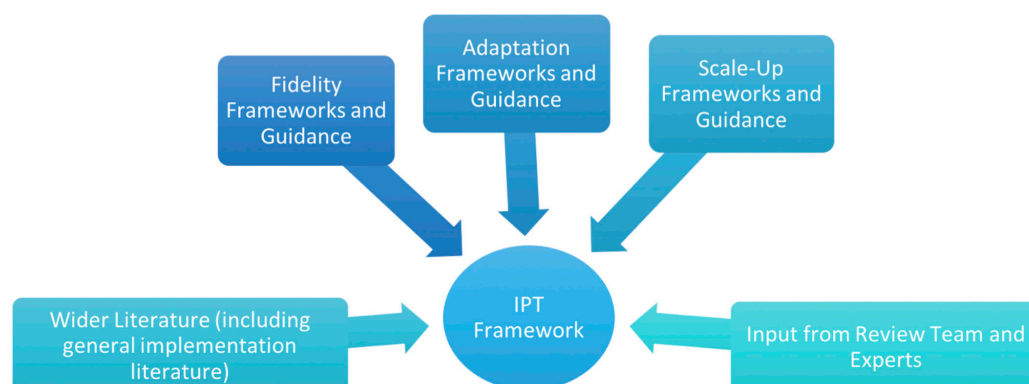 Fidelity
Frameworks and
Guidance
Adaptation
Frameworks and
Guidance
Scale-Up
Frameworks and
Guidance
Wider Literature (including
general implementation
literature)
IPT
Framework
Input from Review Team and
Experts